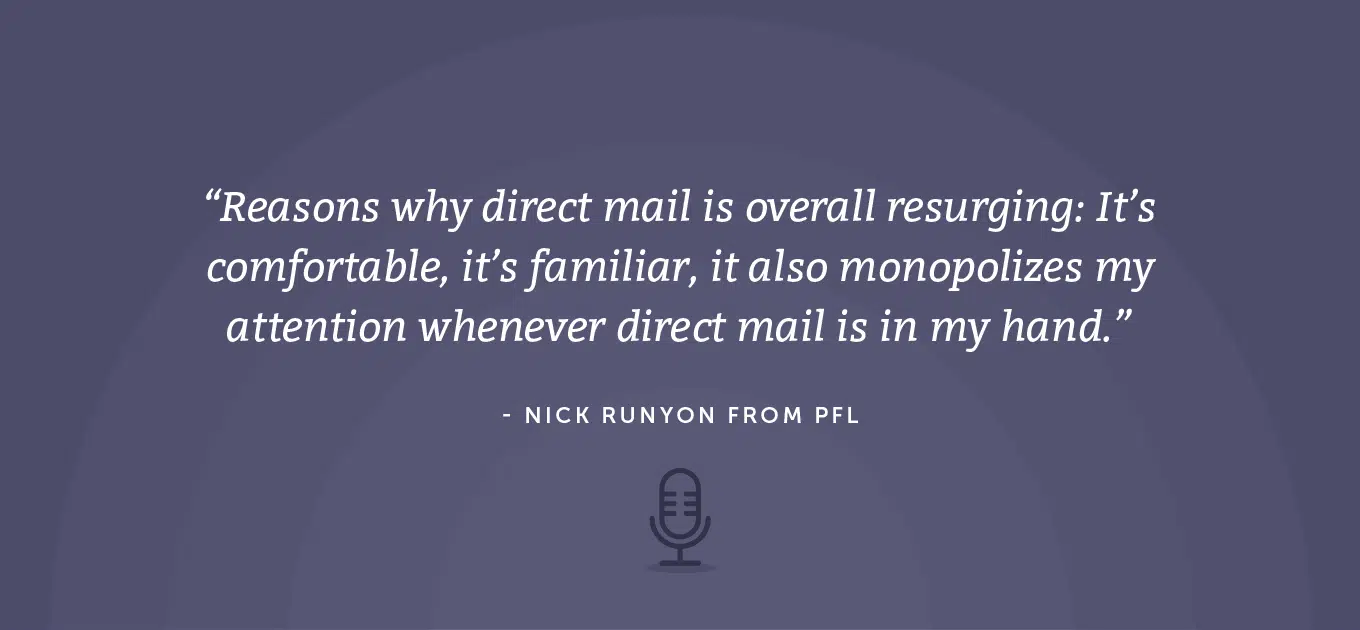 “Reasons why direct mail is overall resurging: It’s
comfortable, it’s familiar, it also monopolizes my
attention whenever direct mail is in my hand.”
- NICK RUNYON FROM PFL